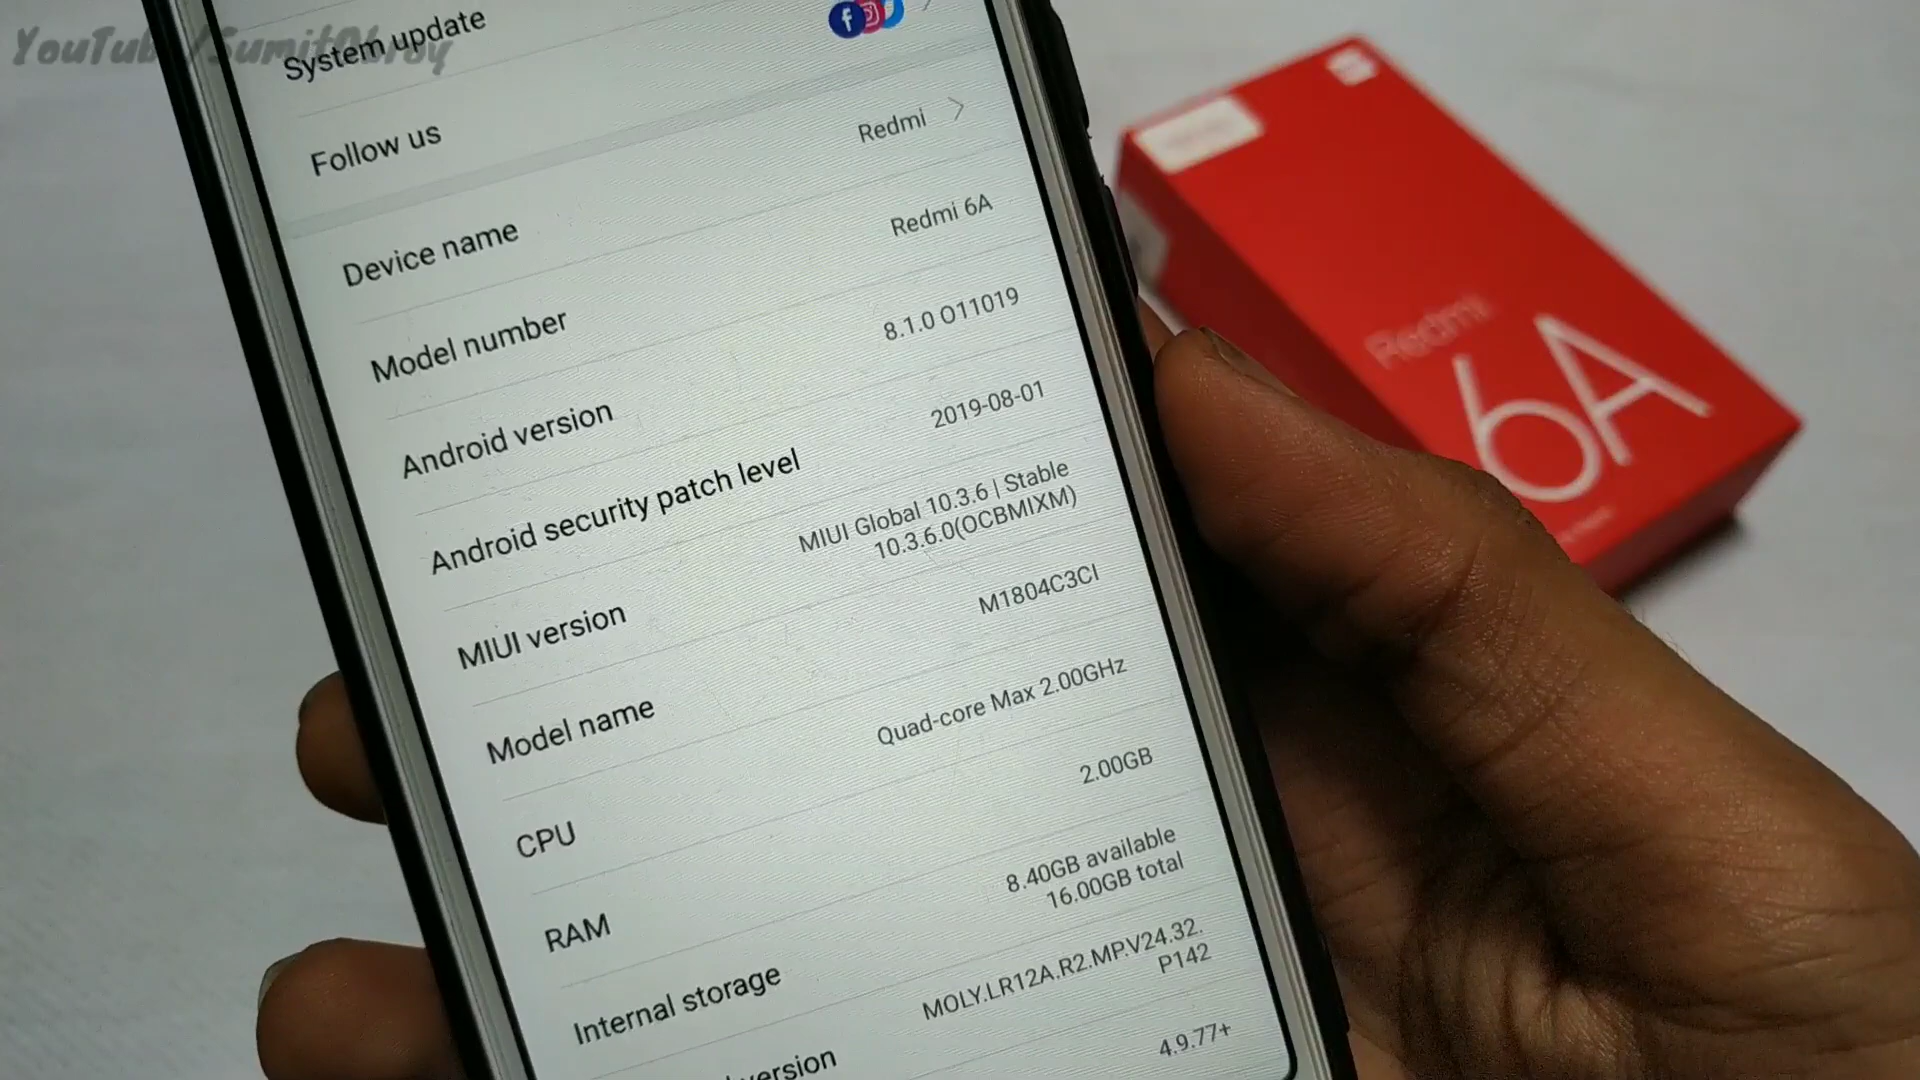 YouTube/SumitOberoy
System update
Follow us
Device name
Redmi
Model number
Redmi 6A
Android version
8.1.0 O11019
Android security patch level
2019-08-01
MIUI version
MIUI Global 10.3.6 | Stable
10.3.6.0(OCBMIXM)
Model name
M1804C3CI
CPU
Quad-core Max 2.00GHz
RAM
2.00GB
Internal storage
8.40GB available
16.00GB total
version
MOLY.LR12A.R2.MP.V24.32.
P142
4.9.77+
Redmi
6A